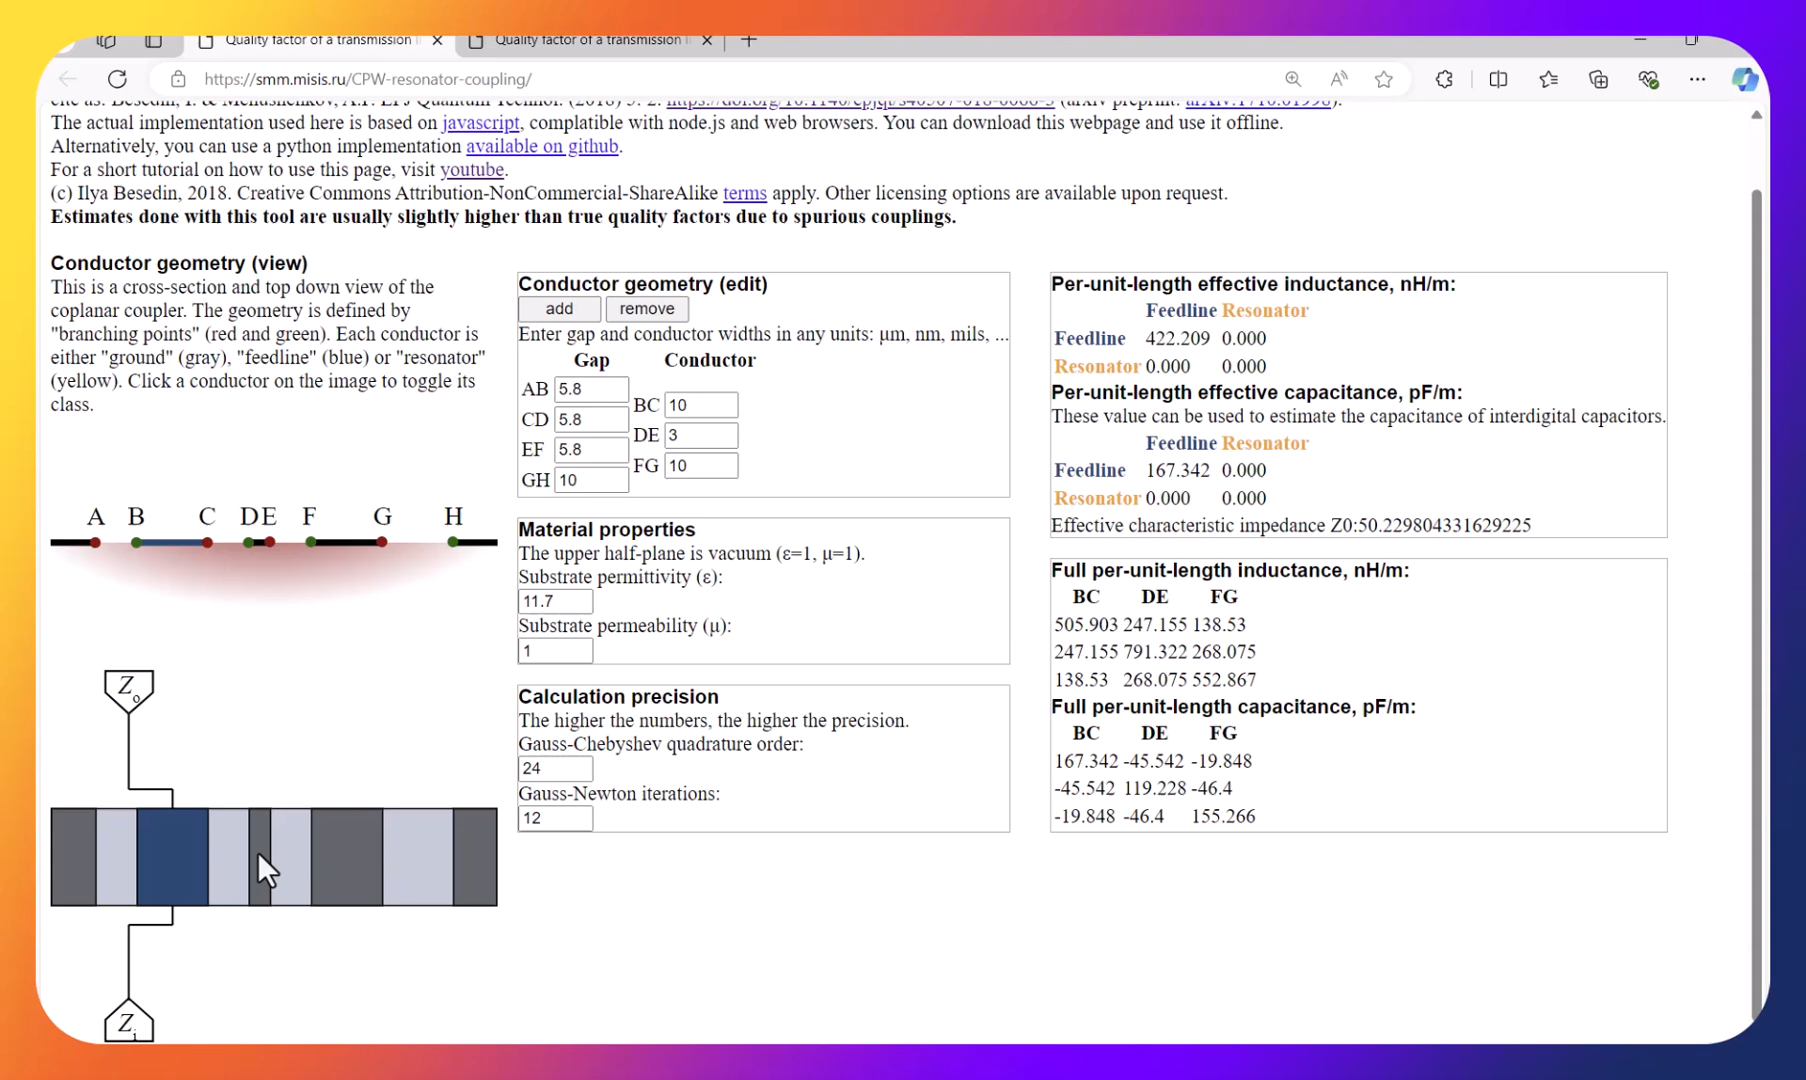 Quality factor of a transmission l
Quality factor of a transmission l
https://smm.misis.ru/CPW-resonator-coupling/
The actual implementation used here is based on javascript, complatible with node.js and web browsers. You can download this webpage and use it offline.
Alternatively, you can use a python implementation available on github.
For a short tutorial on how to use this page, visit youtube.
(c) Ilya Besedin, 2018. Creative Commons Attribution-NonCommercial-ShareAlike terms apply. Other licensing options are available upon request.
Estimates done with this tool are usually slightly higher than true quality factors due to spurious couplings.
Conductor geometry (view)
This is a cross-section and top down view of the
coplanar coupler. The geometry is defined by
"branching points" (red and green). Each conductor is
either "ground" (gray), "feedline" (blue) or "resonator"
(yellow). Click a conductor on the image to toggle its
class.
A B C D E F G H
Zo
Zi
Conductor geometry (edit)
add remove
Enter gap and conductor widths in any units: μm, nm, mils, ...
Gap Conductor
AB 5.8
BC 10
CD 5.8
DE 3
EF 5.8
FG 10
GH 10
Material properties
The upper half-plane is vacuum (ε=1, μ=1).
Substrate permittivity (ε):
11.7
Substrate permeability (μ):
1
Calculation precision
The higher the numbers, the higher the precision.
Gauss-Chebyshev quadrature order:
24
Gauss-Newton iterations:
12
Per-unit-length effective inductance, nH/m:
Feedline Resonator
Feedline 422.209 0.000
Resonator 0.000 0.000
Per-unit-length effective capacitance, pF/m:
These value can be used to estimate the capacitance of interdigital capacitors.
Feedline Resonator
Feedline 167.342 0.000
Resonator 0.000 0.000
Effective characteristic impedance Z0:50.229804331629225
Full per-unit-length inductance, nH/m:
BC DE FG
505.903 247.155 138.53
247.155 791.322 268.075
138.53 268.075 552.867
Full per-unit-length capacitance, pF/m:
BC DE FG
167.342 -45.542 -19.848
-45.542 119.228 -46.4
-19.848 -46.4 155.266